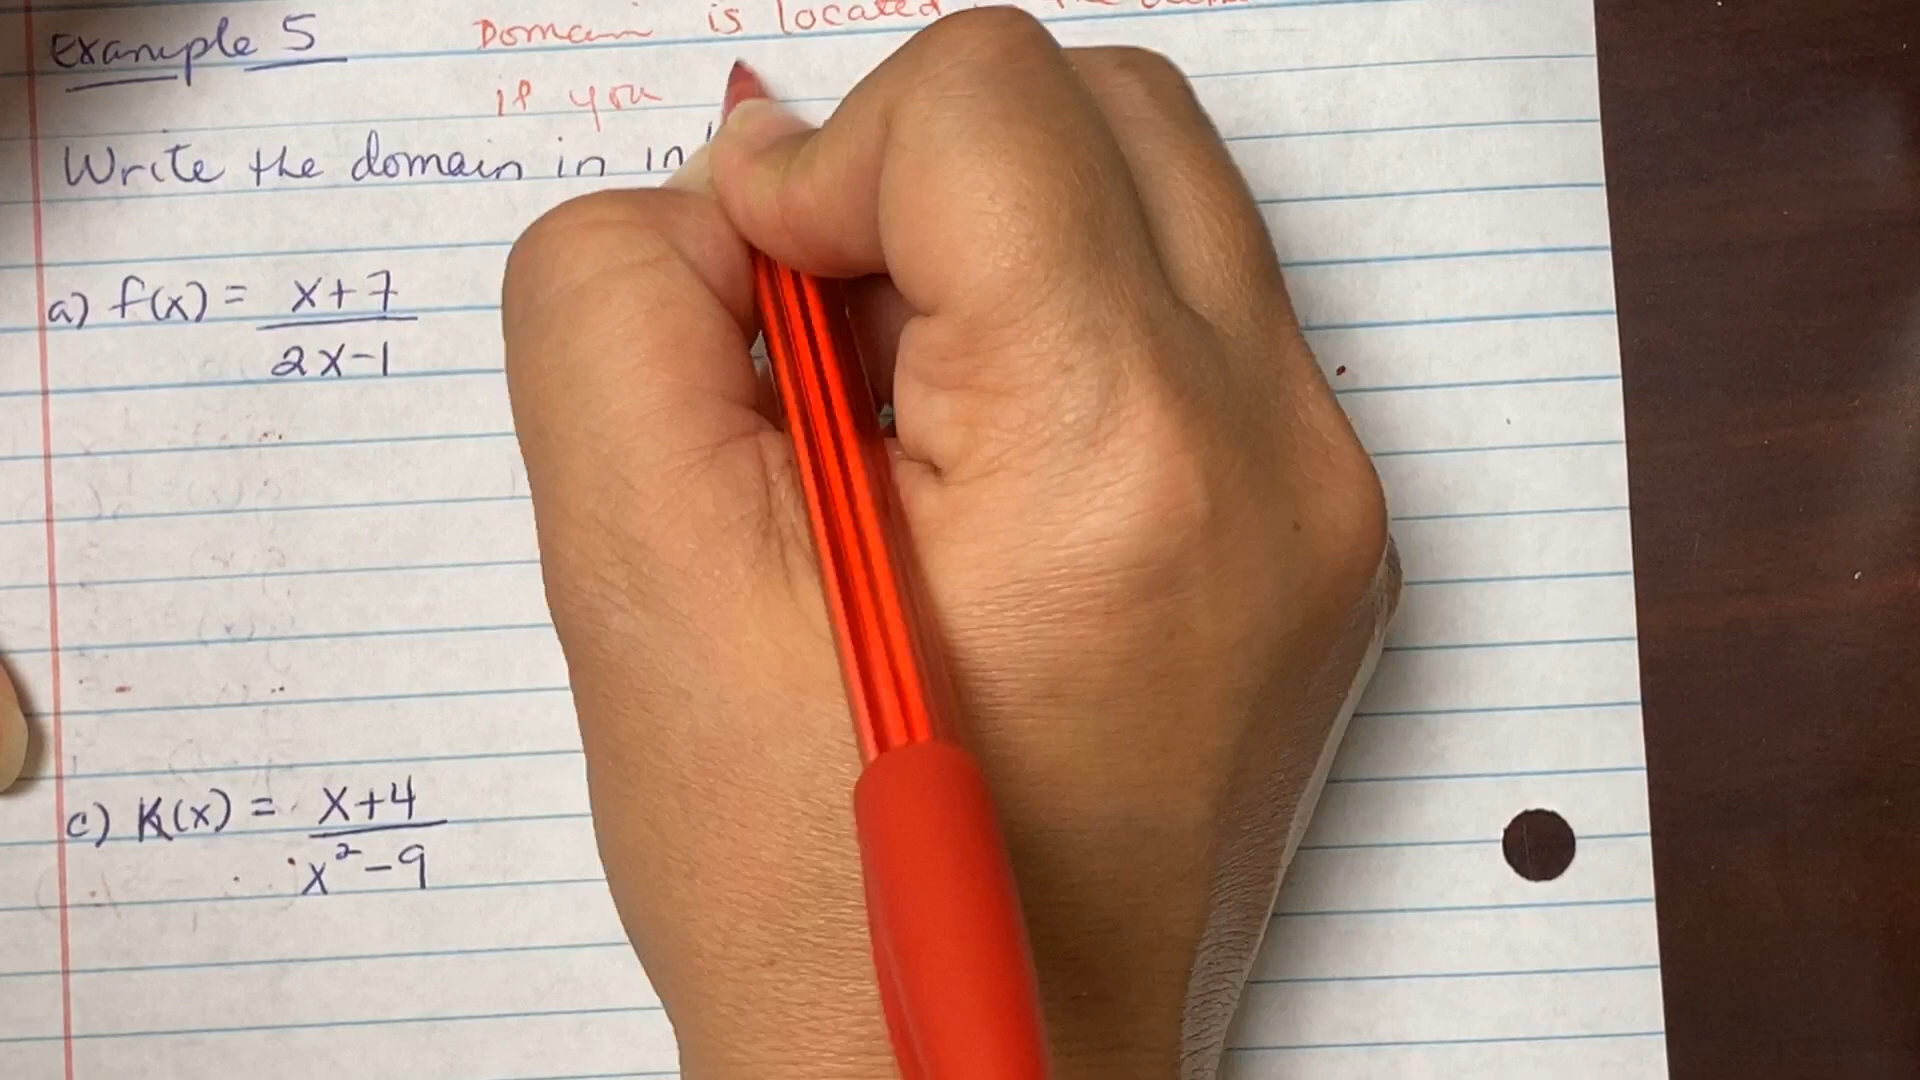 Example 5
Domain is located
if you
Write the domain in in
a) f(x) = x+7
2x-1
c) K(x) = x+4
x²-9